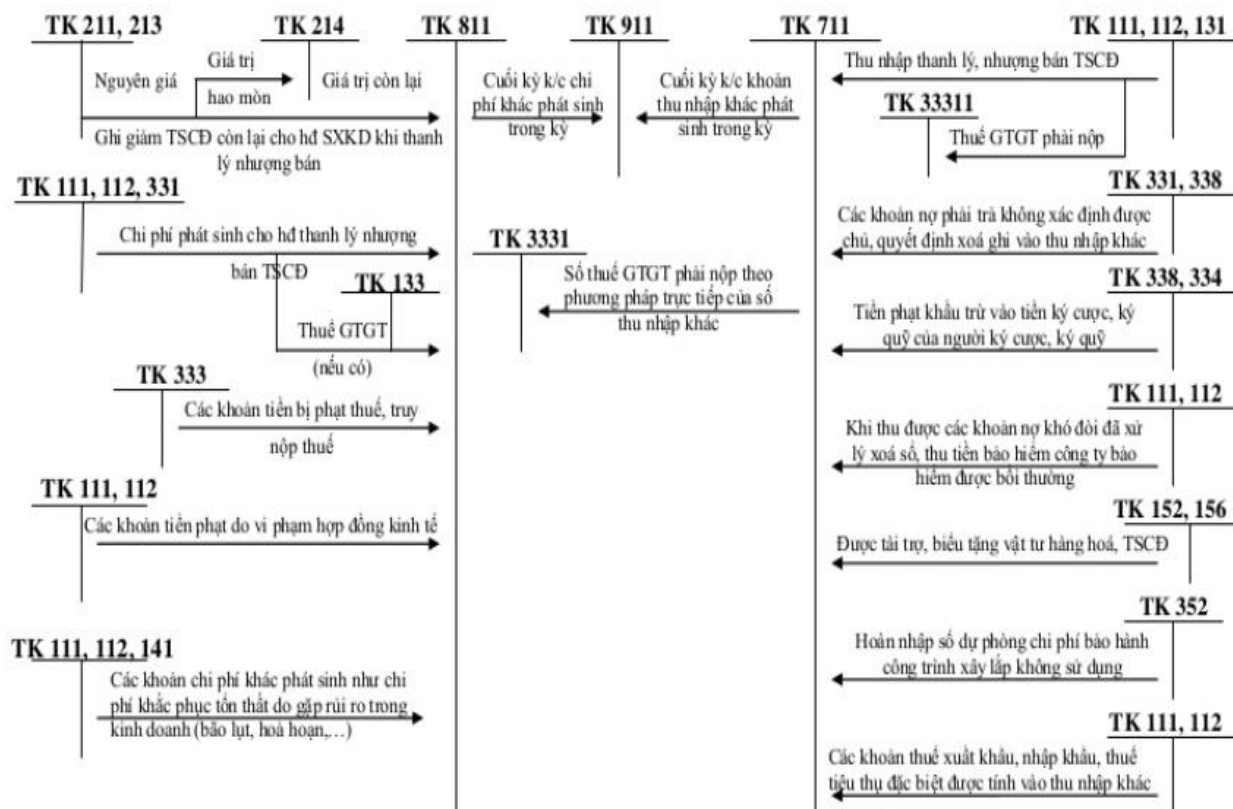 TK 211, 213
TK 214
TK 811
TK 911
TK 711
TK 111, 112, 131
Nguyên giá
Giá trị
hao mòn
Giá trị còn lại
Ghi giảm TSCĐ còn lại cho hđ SXKD khi thanh
lý nhượng bán
Cuối kỳ k/c chi
phí khác phát sinh
trong kỳ
Cuối kỳ k/c khoản
thu nhập khác phát
sinh trong kỳ
Thu nhập thanh lý, nhượng bán TSCĐ
TK 33311
Thuế GTGT phải nộp
TK 111, 112, 331
Chi phí phát sinh cho hđ thanh lý nhượng
bán TSCĐ
TK 133
Thuế GTGT
(nếu có)
TK 3331
Số thuế GTGT phải nộp theo
phương pháp trực tiếp của số
thu nhập khác
TK 331, 338
Các khoản nợ phải trả không xác định được
chủ, quyết định xoá ghi vào thu nhập khác
TK 338, 334
Tiền phạt khấu trừ vào tiền ký cược, ký
quỹ của người ký cược, ký quỹ
TK 333
Các khoản tiền bị phạt thuế, truy
nộp thuế
TK 111, 112
Khi thu được các khoản nợ khó đòi đã xử
lý xoá sổ, thu tiền bảo hiểm công ty bảo
hiểm được bồi thường
TK 111, 112
Các khoản tiền phạt do vi phạm hợp đồng kinh tế
TK 152, 156
Được tài trợ, biếu tặng vật tư hàng hoá, TSCĐ
TK 352
Hoàn nhập số dự phòng chi phí bảo hành
công trình xây lắp không sử dụng
TK 111, 112, 141
Các khoản chi phí khác phát sinh như chi
phí khắc phục tổn thất do gặp rủi ro trong
kinh doanh (bão lụt, hoả hoạn,…)
TK 111, 112
Các khoản thuế xuất khẩu, nhập khẩu, thuế
tiêu thụ đặc biệt được tính vào thu nhập khác